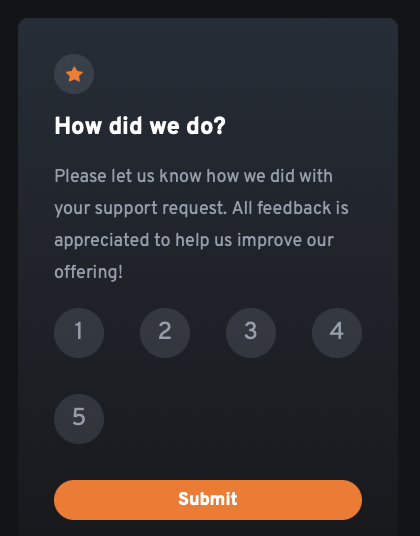 How did we do?
Please let us know how we did with
your support request. All feedback is
appreciated to help us improve our
offering!
1 2 3 4
5
Submit